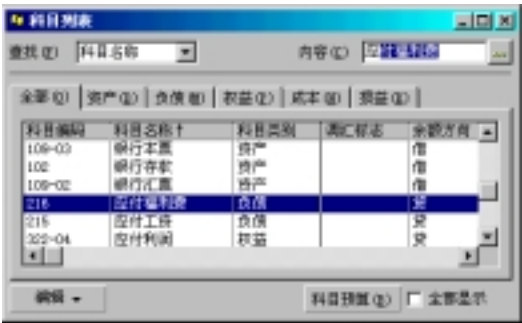 科目列表
查找(F) 科目名称 内容(C) 应付福利费
全部(Q) 资产(L) 负债(W) 权益(E) 成本(W) 损益(L)
科目编码 科目名称↑ 科目类别 调汇标志 余额方向
109-03 银行本票 资产 借
102 银行存款 资产 借
109-02 银行汇票 资产 借
216 应付福利费 负债 贷
215 应付工资 负债 贷
322-04 应付利润 权益 贷
编辑 科目预算(Q) 全部显示